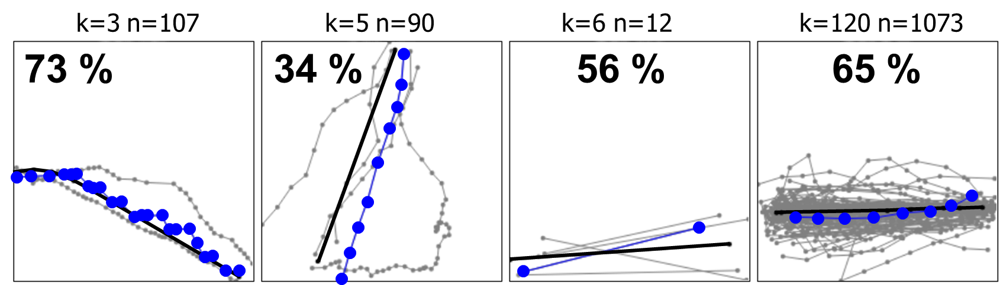 k=3 n=107
73 %
k=5 n=90
34 %
k=6 n=12
56 %
k=120 n=1073
65 %